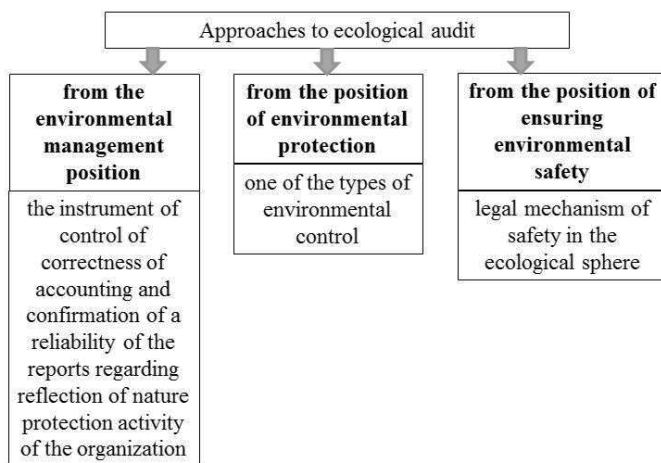 Approaches to ecological audit
from the
environmental
management
position
the instrument of
control of
correctness of
accounting and
confirmation of a
reliability of the
reports regarding
reflection of nature
protection activity
of the organization
from the position
of environmental
protection
one of the types of
environmental
control
from the position of
ensuring
environmental
safety
legal mechanism of
safety in the
ecological sphere